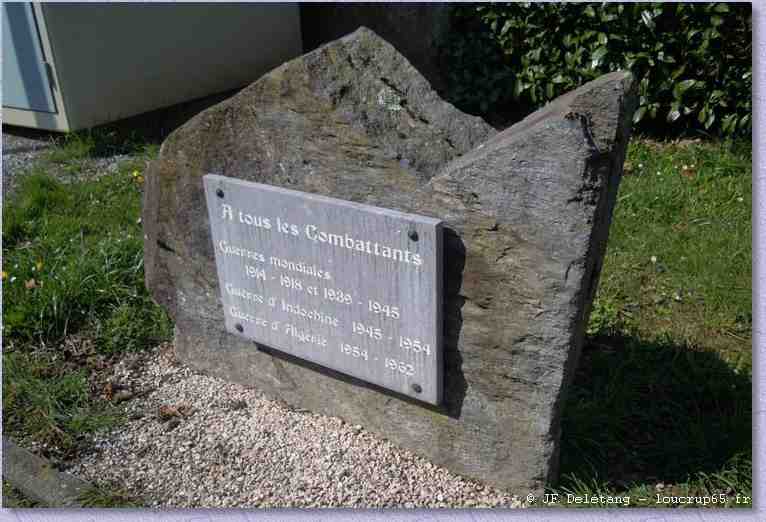 A tous les Combattants
Guerres mondiales
1914 - 1918 et 1939 - 1945
Guerre d'Indochine 1945 - 1954
Guerre d'Algérie 1954 - 1962
© JF Deletang - loucrup65.fr